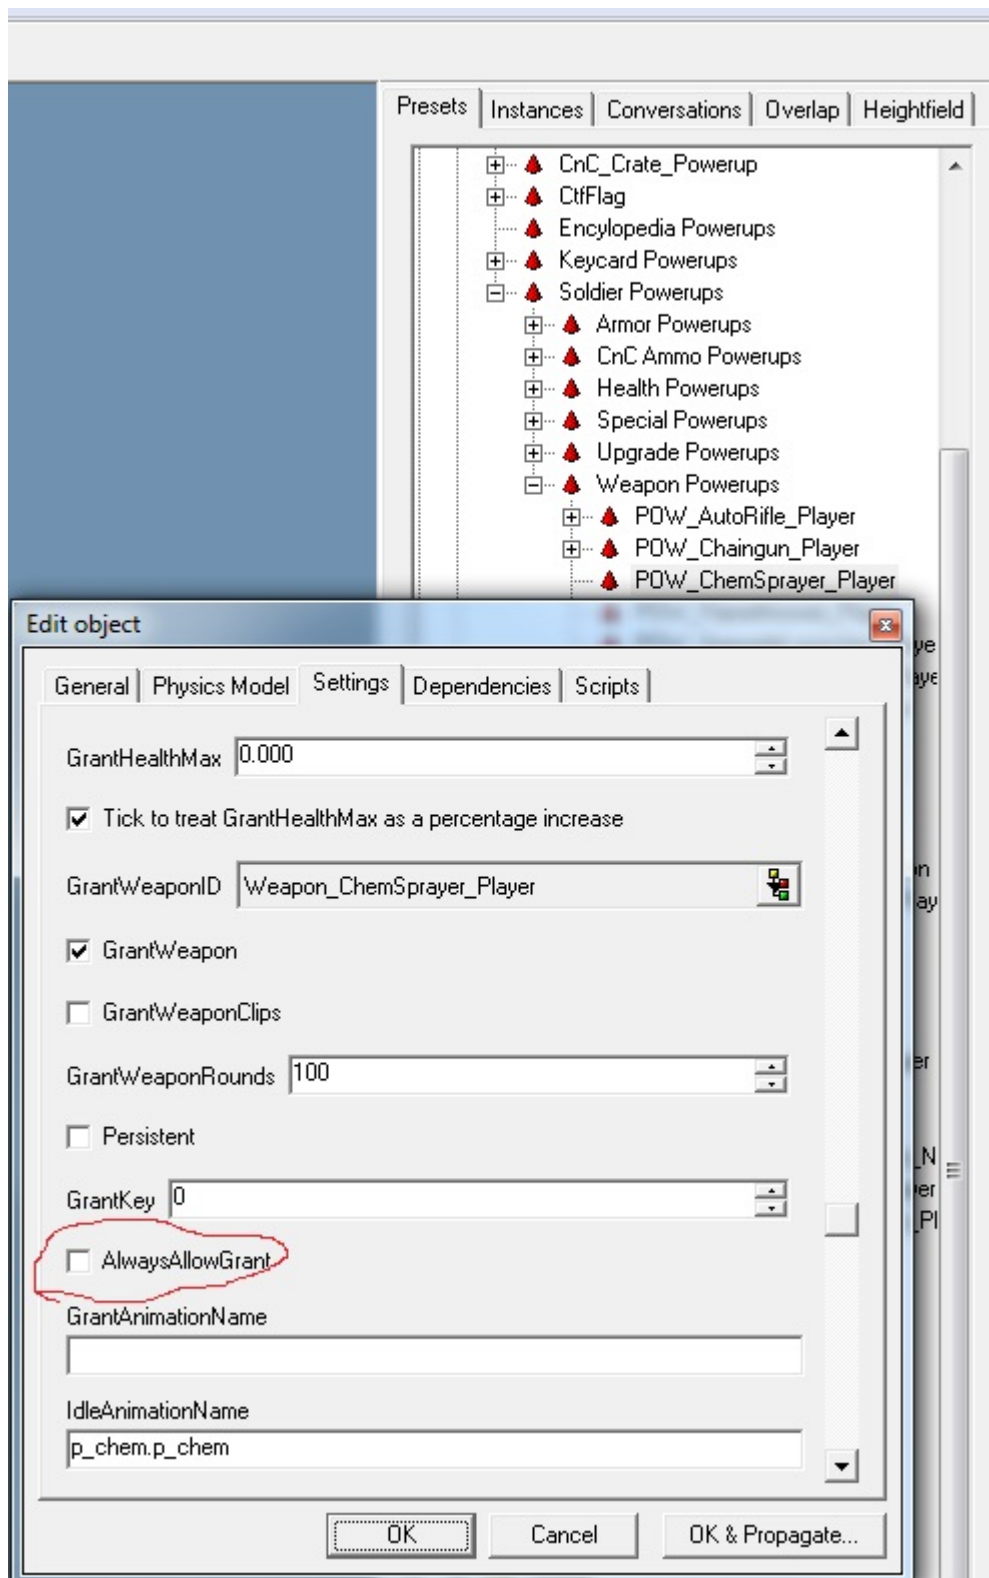 Presets Instances Conversations Overlap Heightfield
CnC_Crate_Powerup
CtfFlag
Encylopedia Powerups
Keycard Powerups
Soldier Powerups
Armor Powerups
CnC Ammo Powerups
Health Powerups
Special Powerups
Upgrade Powerups
Weapon Powerups
POW_AutoRifle_Player
POW_Chaingun_Player
POW_ChemSprayer_Player
Edit object
General Physics Model Settings Dependencies Scripts
GrantHealthMax 0.000
Tick to treat GrantHealthMax as a percentage increase
GrantWeaponID Weapon_ChemSprayer_Player
GrantWeapon
GrantWeaponClips
GrantWeaponRounds 100
Persistent
GrantKey 0
AlwaysAllowGrant
GrantAnimationName
IdleAnimationName
p_chem.p_chem
OK Cancel OK & Propagate...